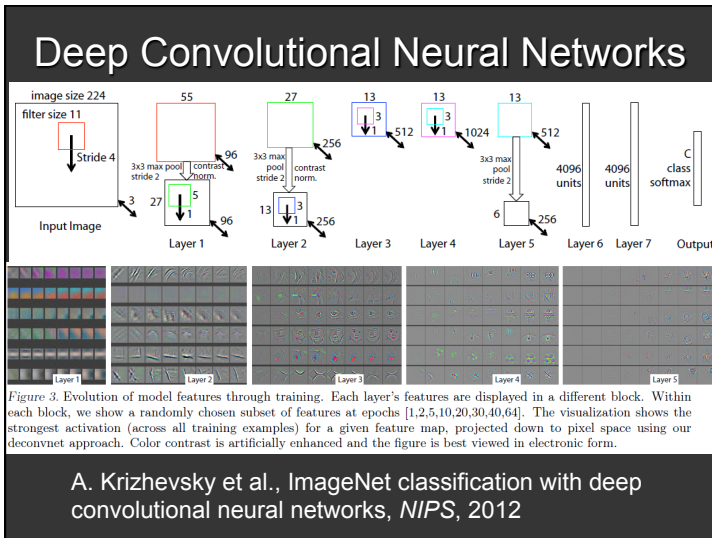 Deep Convolutional Neural Networks
image size 224
filter size 11
Stride 4
3
Input Image
55
96
3x3 max pool stride 2
contrast norm.
27
5
1
96
Layer 1
27
256
3x3 max pool stride 2
contrast norm.
13
3
1
256
Layer 2
13
3
1
512
Layer 3
13
3
1
1024
Layer 4
13
512
3x3 max pool stride 2
6
256
Layer 5
4096 units
Layer 6
4096 units
Layer 7
C class softmax
Output
Layer 1
Layer 2
Layer 3
Layer 4
Layer 5
Figure 3. Evolution of model features through training. Each layer's features are displayed in a different block. Within
each block, we show a randomly chosen subset of features at epochs [1,2,5,10,20,30,40,64]. The visualization shows the
strongest activation (across all training examples) for a given feature map, projected down to pixel space using our
deconvnet approach. Color contrast is artificially enhanced and the figure is best viewed in electronic form.
A. Krizhevsky et al., ImageNet classification with deep
convolutional neural networks, NIPS, 2012